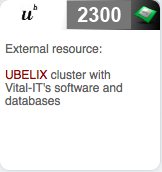 u
b
2300
External resource:
UBELIX cluster with
Vital-IT's software and
databases